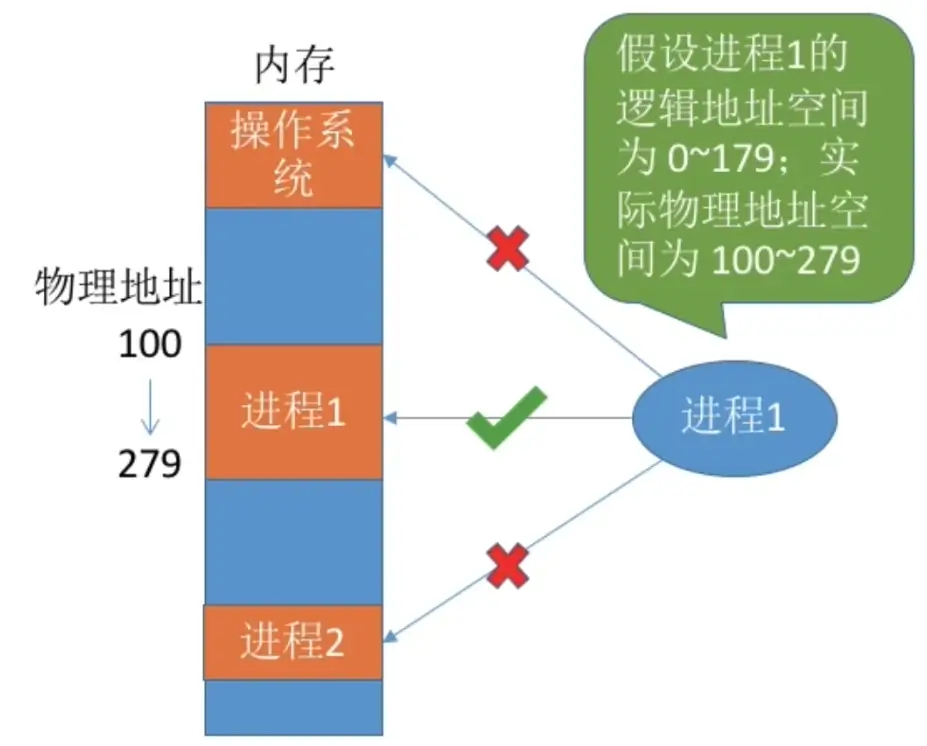 内存
操作系
统
物理地址
100
279
进程1
进程2
假设进程1的
逻辑地址空间
为 0~179；实
际物理地址空
间为 100~279
进程1